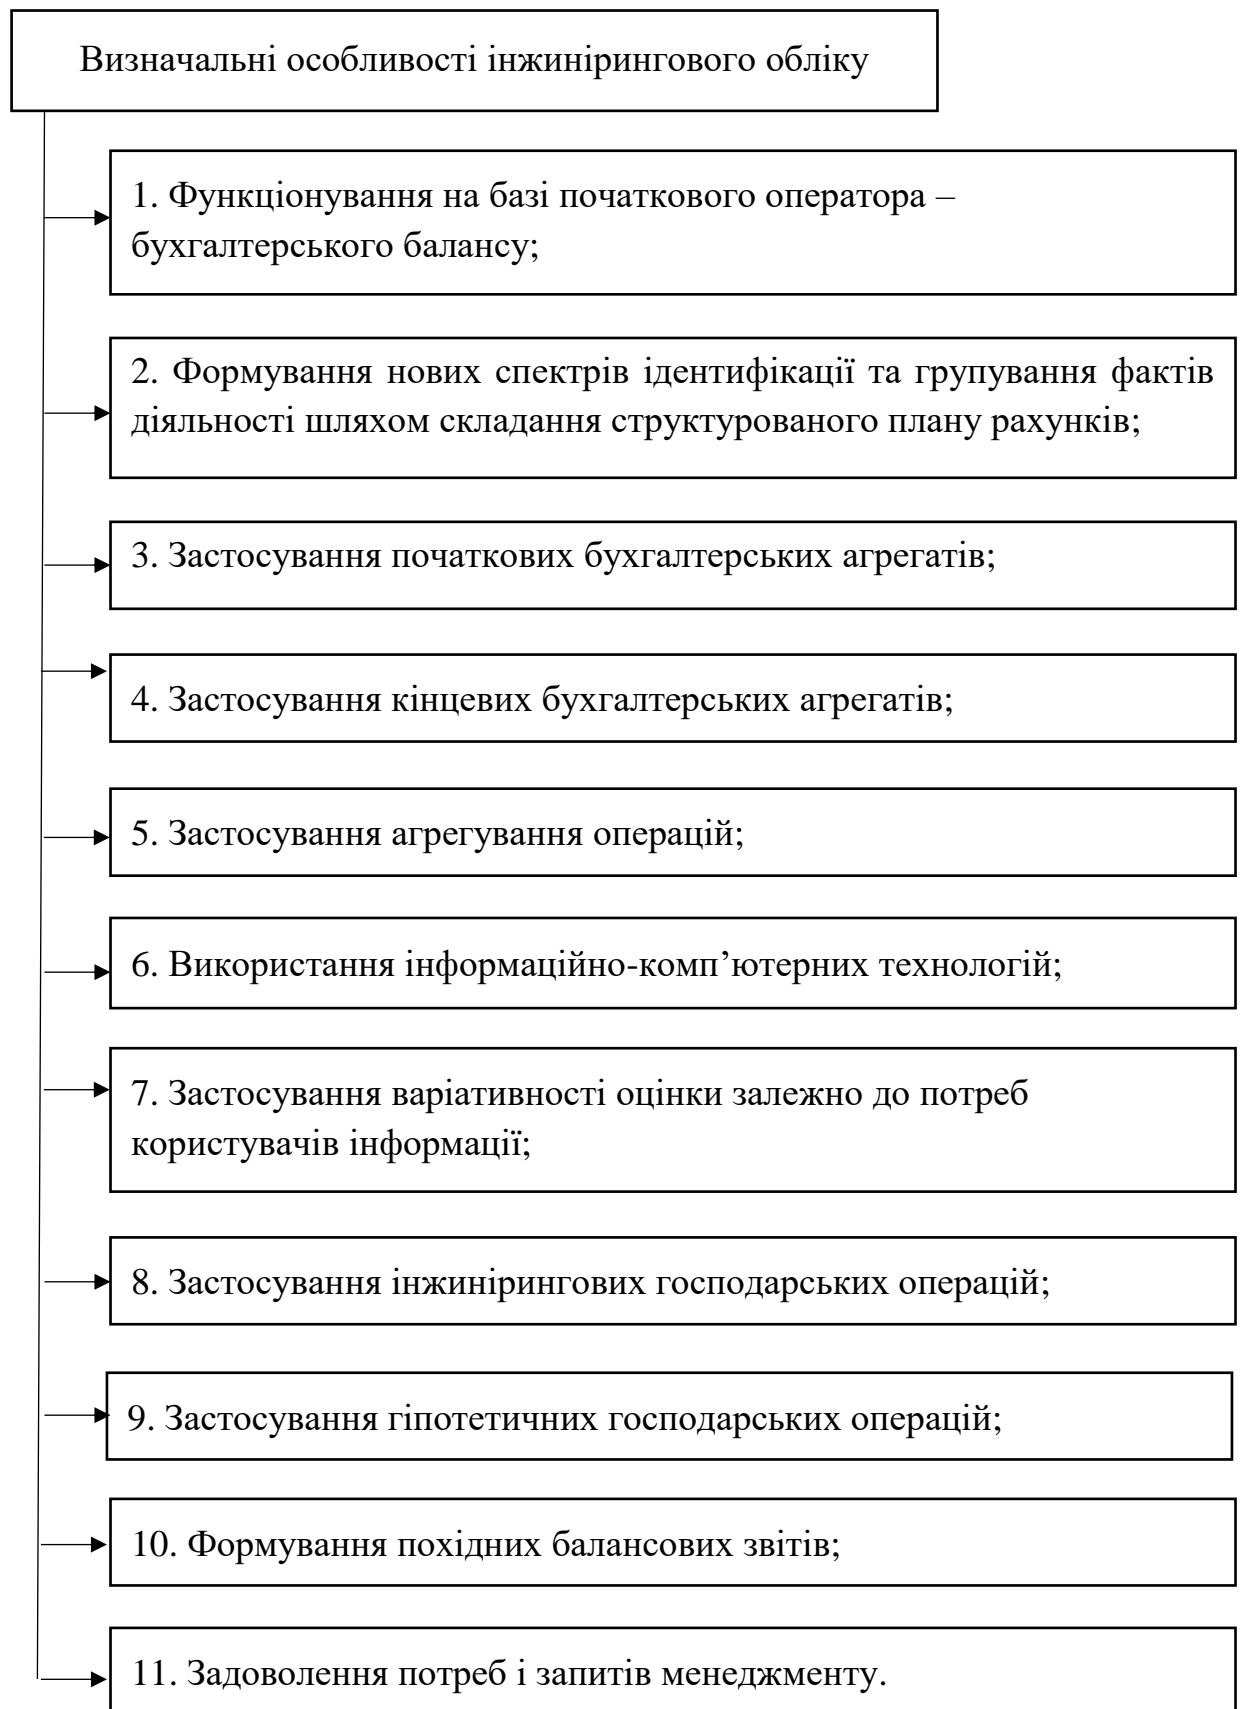 Визначальні особливості інжинірингового обліку
1. Функціонування на базі початкового оператора –
бухгалтерського балансу;
2. Формування нових спектрів ідентифікації та групування фактів
діяльності шляхом складання структурованого плану рахунків;
3. Застосування початкових бухгалтерських агрегатів;
4. Застосування кінцевих бухгалтерських агрегатів;
5. Застосування агрегування операцій;
6. Використання інформаційно-комп’ютерних технологій;
7. Застосування варіативності оцінки залежно до потреб
користувачів інформації;
8. Застосування інжинірингових господарських операцій;
9. Застосування гіпотетичних господарських операцій;
10. Формування похідних балансових звітів;
11. Задоволення потреб і запитів менеджменту.